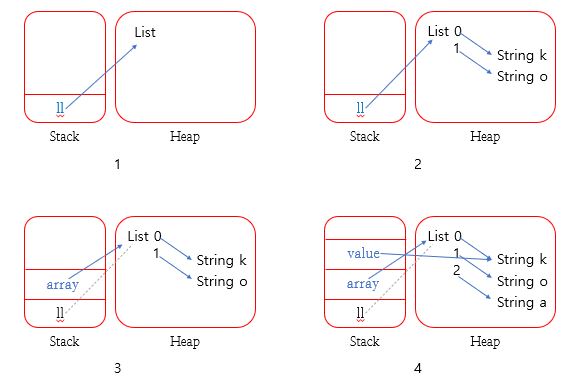 List
ll
Stack Heap
1
List 0
1
String k
String o
ll
Stack Heap
2
List 0
1
String k
String o
array
ll
Stack Heap
3
List 0
value
1
String k
2
array
String o
String a
ll
Stack Heap
4